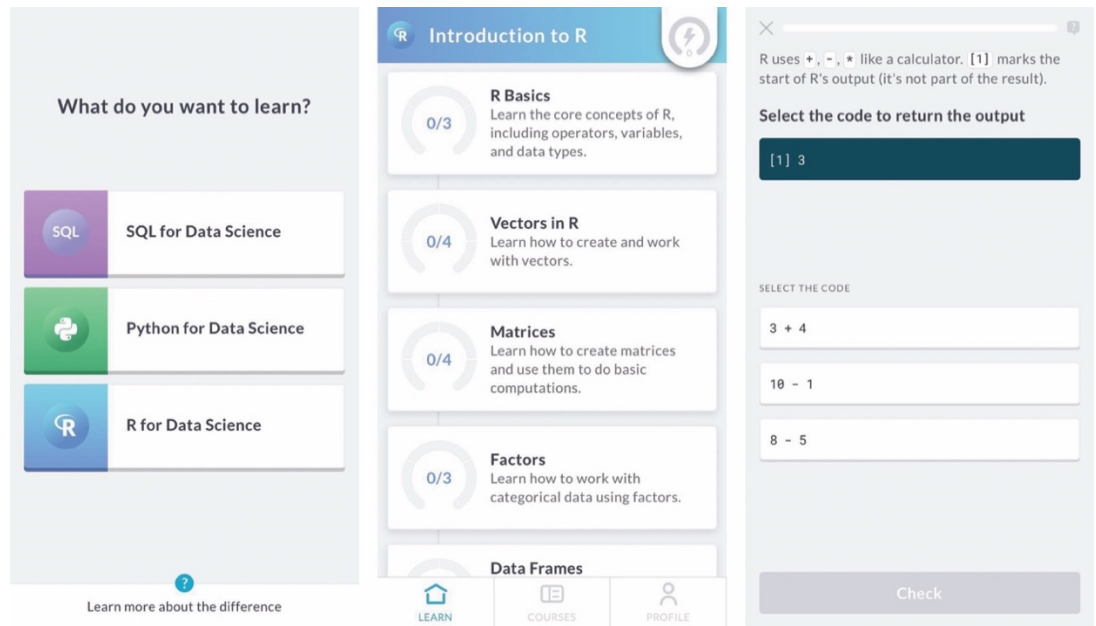 What do you want to learn?
SQL
SQL for Data Science
Python for Data Science
R
R for Data Science
?
Learn more about the difference
R
Introduction to R
0
0/3
R Basics
Learn the core concepts of R,
including operators, variables,
and data types.
0/4
Vectors in R
Learn how to create and work
with vectors.
0/4
Matrices
Learn how to create matrices
and use them to do basic
computations.
0/3
Factors
Learn how to work with
categorical data using factors.
Data Frames
LEARN
COURSES
PROFILE
?
R uses +, -, * like a calculator. [1] marks the
start of R's output (it's not part of the result).
Select the code to return the output
[1] 3
SELECT THE CODE
3 + 4
10 - 1
8 - 5
Check